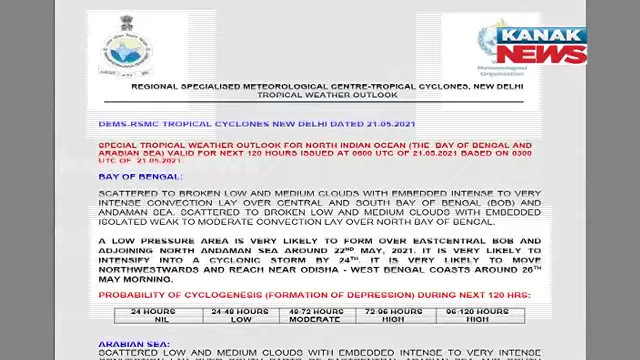 KANAK
NEWS
Meteorological
Organization
REGIONAL SPECIALISED METEOROLOGICAL CENTRE-TROPICAL CYCLONES, NEW DELHI
TROPICAL WEATHER OUTLOOK
DEMS-RSMC TROPICAL CYCLONES NEW DELHI DATED 21.05.2021
SPECIAL TROPICAL WEATHER OUTLOOK FOR NORTH INDIAN OCEAN (THE BAY OF BENGAL AND
ARABIAN SEA) VALID FOR NEXT 120 HOURS ISSUED AT 0600 UTC OF 21.05.2021 BASED ON 0300
UTC OF 21.05.2021.
BAY OF BENGAL:
SCATTERED TO BROKEN LOW AND MEDIUM CLOUDS WITH EMBEDDED INTENSE TO VERY
INTENSE CONVECTION LAY OVER CENTRAL AND SOUTH BAY OF BENGAL (BOB) AND
ANDAMAN SEA. SCATTERED TO BROKEN LOW AND MEDIUM CLOUDS WITH EMBEDDED
ISOLATED WEAK TO MODERATE CONVECTION LAY OVER NORTH BAY OF BENGAL.
A LOW PRESSURE AREA IS VERY LIKELY TO FORM OVER EASTCENTRAL BOB AND
ADJOINING NORTH ANDAMAN SEA AROUND 22ND MAY, 2021. IT IS VERY LIKELY TO
INTENSIFY INTO A CYCLONIC STORM BY 24TH. IT IS VERY LIKELY TO MOVE
NORTHWESTWARDS AND REACH NEAR ODISHA - WEST BENGAL COASTS AROUND 26TH
MAY MORNING.
PROBABILITY OF CYCLOGENESIS (FORMATION OF DEPRESSION) DURING NEXT 120 HRS:
24 HOURS 24-48 HOURS 48-72 HOURS 72-96 HOURS 96-120 HOURS
NIL LOW MODERATE HIGH HIGH
ARABIAN SEA:
SCATTERED LOW AND MEDIUM CLOUDS WITH EMBEDDED INTENSE TO VERY INTENSE